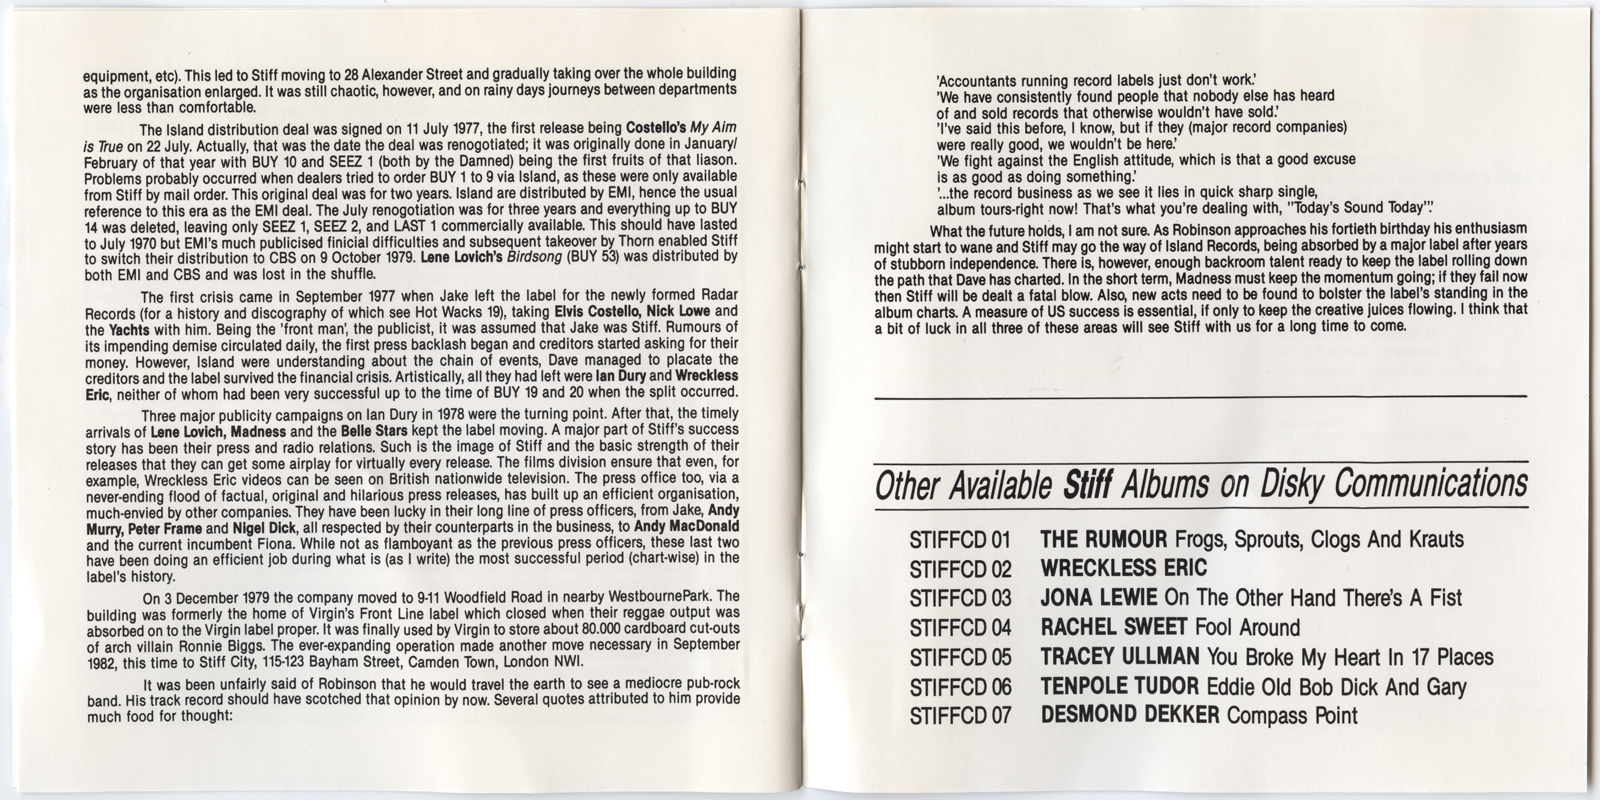 equipment, etc). This led to Stiff moving to 28 Alexander Street and gradually taking over the whole building
as the organisation enlarged. It was still chaotic, however, and on rainy days journeys between departments
were less than comfortable.
The Island distribution deal was signed on 11 July 1977, the first release being Costello's My Aim
is True on 22 July. Actually, that was the date the deal was renogotiated; it was originally done in January/
February of that year with BUY 10 and SEEZ 1 (both by the Damned) being the first fruits of that liason.
Problems probably occurred when dealers tried to order BUY 1 to 9 via Island, as these were only available
from Stiff by mail order. This original deal was for two years. Island are distributed by EMI, hence the usual
reference to this era as the EMI deal. The July renogotiation was for three years and everything up to BUY
14 was deleted, leaving only SEEZ 1, SEEZ 2, and LAST 1 commercially available. This should have lasted
to July 1970 but EMI's much publicised finicial difficulties and subsequent takeover by Thorn enabled Stiff
to switch their distribution to CBS on 9 October 1979. Lene Lovich's Birdsong (BUY 53) was distributed by
both EMI and CBS and was lost in the shuffle.
The first crisis came in September 1977 when Jake left the label for the newly formed Radar
Records (for a history and discography of which see Hot Wacks 19), taking Elvis Costello, Nick Lowe and
the Yachts with him. Being the 'front man', the publicist, it was assumed that Jake was Stiff. Rumours of
its impending demise circulated daily, the first press backlash began and creditors started asking for their
money. However, Island were understanding about the chain of events, Dave managed to placate the
creditors and the label survived the financial crisis. Artistically, all they had left were Ian Dury and Wreckless
Eric, neither of whom had been very successful up to the time of BUY 19 and 20 when the split occurred.
Three major publicity campaigns on Ian Dury in 1978 were the turning point. After that, the timely
arrivals of Lene Lovich, Madness and the Belle Stars kept the label moving. A major part of Stiff's success
story has been their press and radio relations. Such is the image of Stiff and the basic strength of their
releases that they can get some airplay for virtually every release. The films division ensure that even, for
example, Wreckless Eric videos can be seen on British nationwide television. The press office too, via a
never-ending flood of factual, original and hilarious press releases, has built up an efficient organisation,
much-envied by other companies. They have been lucky in their long line of press officers, from Jake, Andy
Murry, Peter Frame and Nigel Dick, all respected by their counterparts in the business, to Andy MacDonald
and the current incumbent Fiona. While not as flamboyant as the previous press officers, these last two
have been doing an efficient job during what is (as I write) the most successful period (chart-wise) in the
label's history.
On 3 December 1979 the company moved to 9-11 Woodfield Road in nearby WestbournePark. The
building was formerly the home of Virgin's Front Line label which closed when their reggae output was
absorbed on to the Virgin label proper. It was finally used by Virgin to store about 80.000 cardboard cut-outs
of arch villain Ronnie Biggs. The ever-expanding operation made another move necessary in September
1982, this time to Stiff City, 115-123 Bayham Street, Camden Town, London NWI.
It was been unfairly said of Robinson that he would travel the earth to see a mediocre pub-rock
band. His track record should have scotched that opinion by now. Several quotes attributed to him provide
much food for thought:
'Accountants running record labels just don't work.'
'We have consistently found people that nobody else has heard
of and sold records that otherwise wouldn't have sold.'
'I've said this before, I know, but if they (major record companies)
were really good, we wouldn't be here.'
'We fight against the English attitude, which is that a good excuse
is as good as doing something.'
'...the record business as we see it lies in quick sharp single,
album tours-right now! That's what you're dealing with, "Today's Sound Today".'
What the future holds, I am not sure. As Robinson approaches his fortieth birthday his enthusiasm
might start to wane and Stiff may go the way of Island Records, being absorbed by a major label after years
of stubborn independence. There is, however, enough backroom talent ready to keep the label rolling down
the path that Dave has charted. In the short term, Madness must keep the momentum going; if they fail now
then Stiff will be dealt a fatal blow. Also, new acts need to be found to bolster the label's standing in the
album charts. A measure of US success is essential, if only to keep the creative juices flowing. I think that
a bit of luck in all three of these areas will see Stiff with us for a long time to come.
Other Available Stiff Albums on Disky Communications
STIFFCD 01 THE RUMOUR Frogs, Sprouts, Clogs And Krauts
STIFFCD 02 WRECKLESS ERIC
STIFFCD 03 JONA LEWIE On The Other Hand There's A Fist
STIFFCD 04 RACHEL SWEET Fool Around
STIFFCD 05 TRACEY ULLMAN You Broke My Heart In 17 Places
STIFFCD 06 TENPOLE TUDOR Eddie Old Bob Dick And Gary
STIFFCD 07 DESMOND DEKKER Compass Point